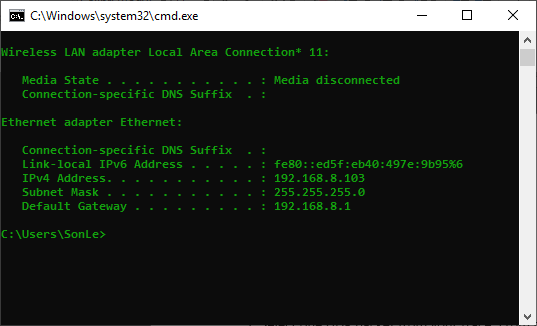 C:\Windows\system32\cmd.exe
Wireless LAN adapter Local Area Connection* 11:
Media State . . . . . . . . . . . : Media disconnected
Connection-specific DNS Suffix  . :
Ethernet adapter Ethernet:
Connection-specific DNS Suffix  . :
Link-local IPv6 Address . . . . . : fe80::ed5f:eb40:497e:9b95%6
IPv4 Address. . . . . . . . . . . : 192.168.8.103
Subnet Mask . . . . . . . . . . . : 255.255.255.0
Default Gateway . . . . . . . . . : 192.168.8.1
C:\Users\SonLe>